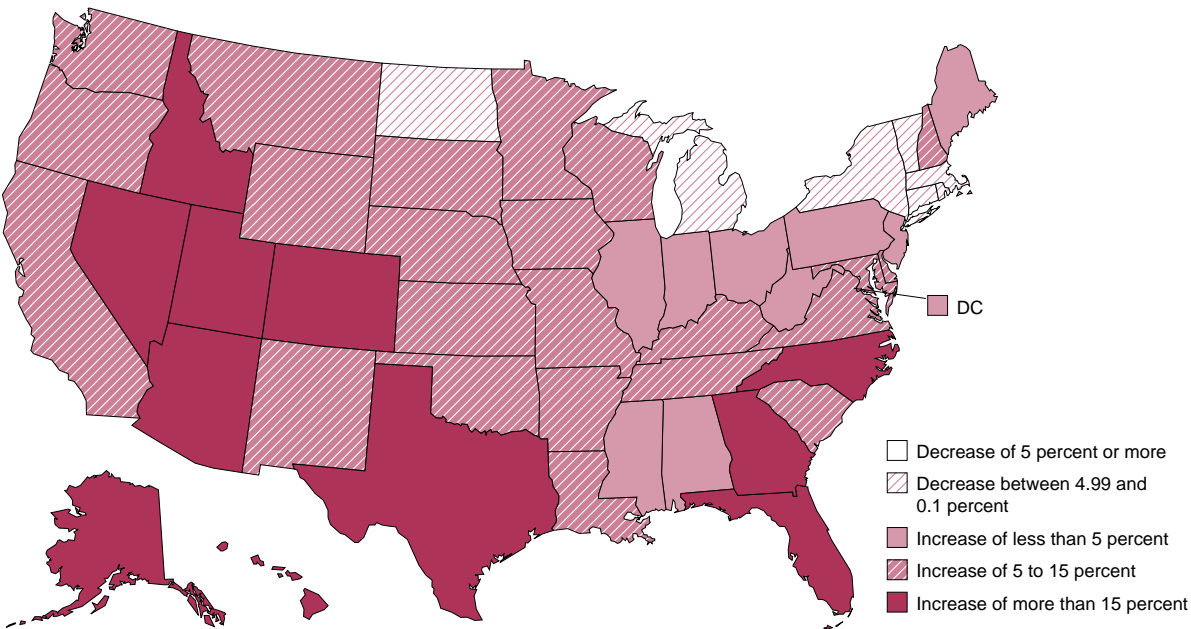 DC
Decrease of 5 percent or more
Decrease between 4.99 and
0.1 percent
Increase of less than 5 percent
Increase of 5 to 15 percent
Increase of more than 15 percent